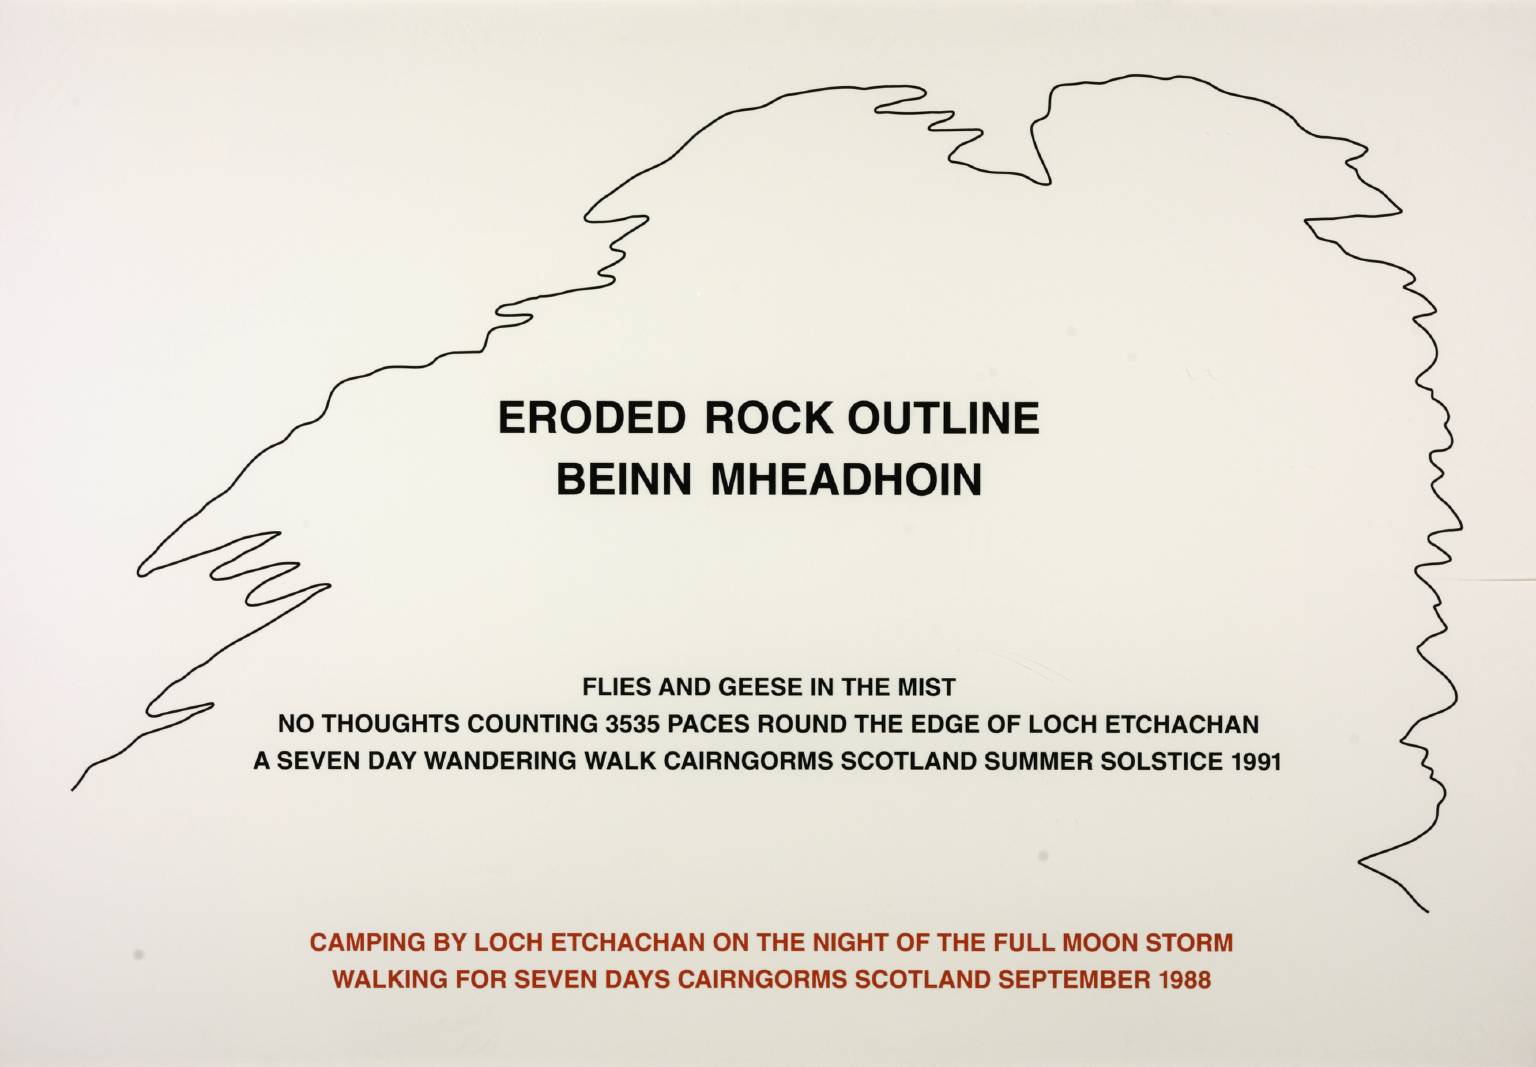 ERODED ROCK OUTLINE
BEINN MHEADHOIN
FLIES AND GEESE IN THE MIST
NO THOUGHTS COUNTING 3535 PACES ROUND THE EDGE OF LOCH ETCHACHAN
A SEVEN DAY WANDERING WALK CAIRNGORMS SCOTLAND SUMMER SOLSTICE 1991
CAMPING BY LOCH ETCHACHAN ON THE NIGHT OF THE FULL MOON STORM
WALKING FOR SEVEN DAYS CAIRNGORMS SCOTLAND SEPTEMBER 1988